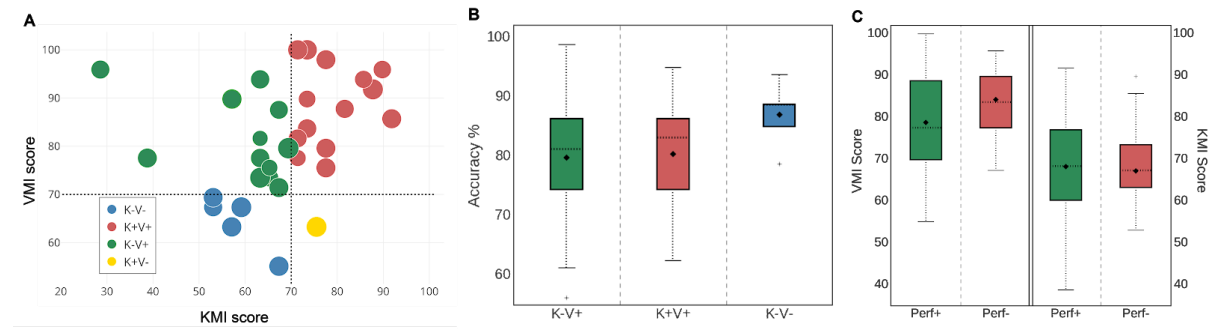 A
VMI score
100
90
80
70
60
K-V-
K+V+
K-V+
K+V-
20 30 40 50 60 70 80 90 100
KMI score
B
Accuracy %
100
90
80
70
60
K-V+ K+V+ K-V-
C
VMI Score
100
90
80
70
60
50
40
Perf+ Perf- Perf+ Perf-
100
90
80
70
60
50
40
KMI Score